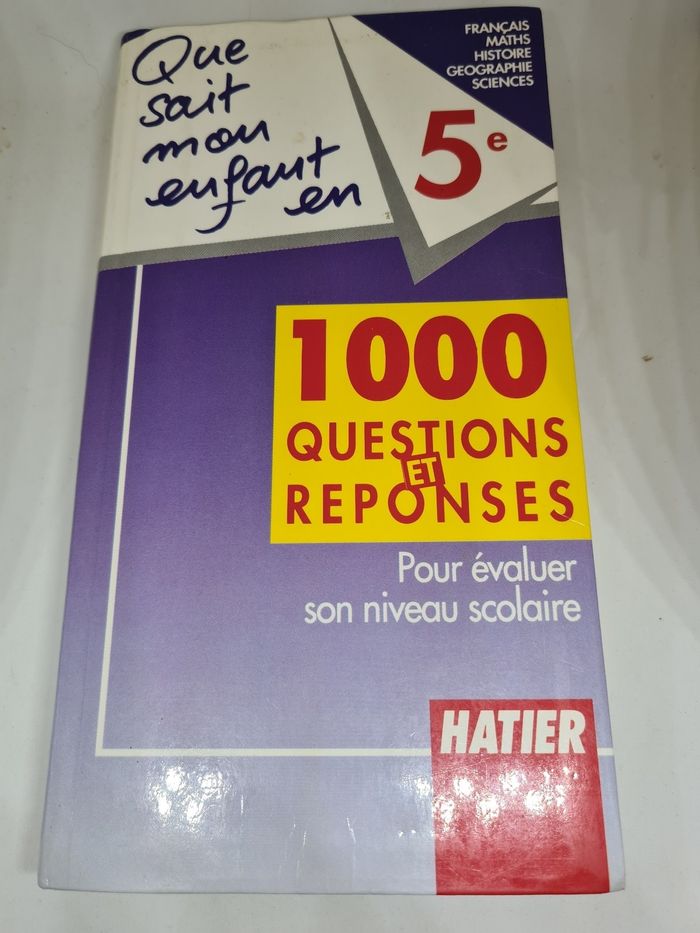 Que
sait
mon
enfant en
5e
FRANÇAIS
MATHS
HISTOIRE
GEOGRAPHIE
SCIENCES
1000
QUESTIONS
ET
REPONSES
Pour évaluer
son niveau scolaire
HATIER